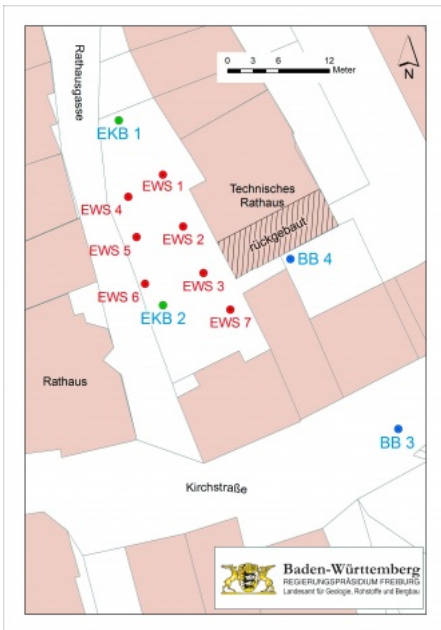 Rathausgasse
0 3 6 12
Meter
N
EKB 1
EWS 1
EWS 4
Technisches
Rathaus
EWS 2
rückgebaut
EWS 5
BB 4
EWS 3
EWS 6
EKB 2
EWS 7
Rathaus
BB 3
Kirchstraße
Baden-Württemberg
REGIERUNGSPRÄSIDIUM FREIBURG
Landesamt für Geologie, Rohstoffe und Bergbau